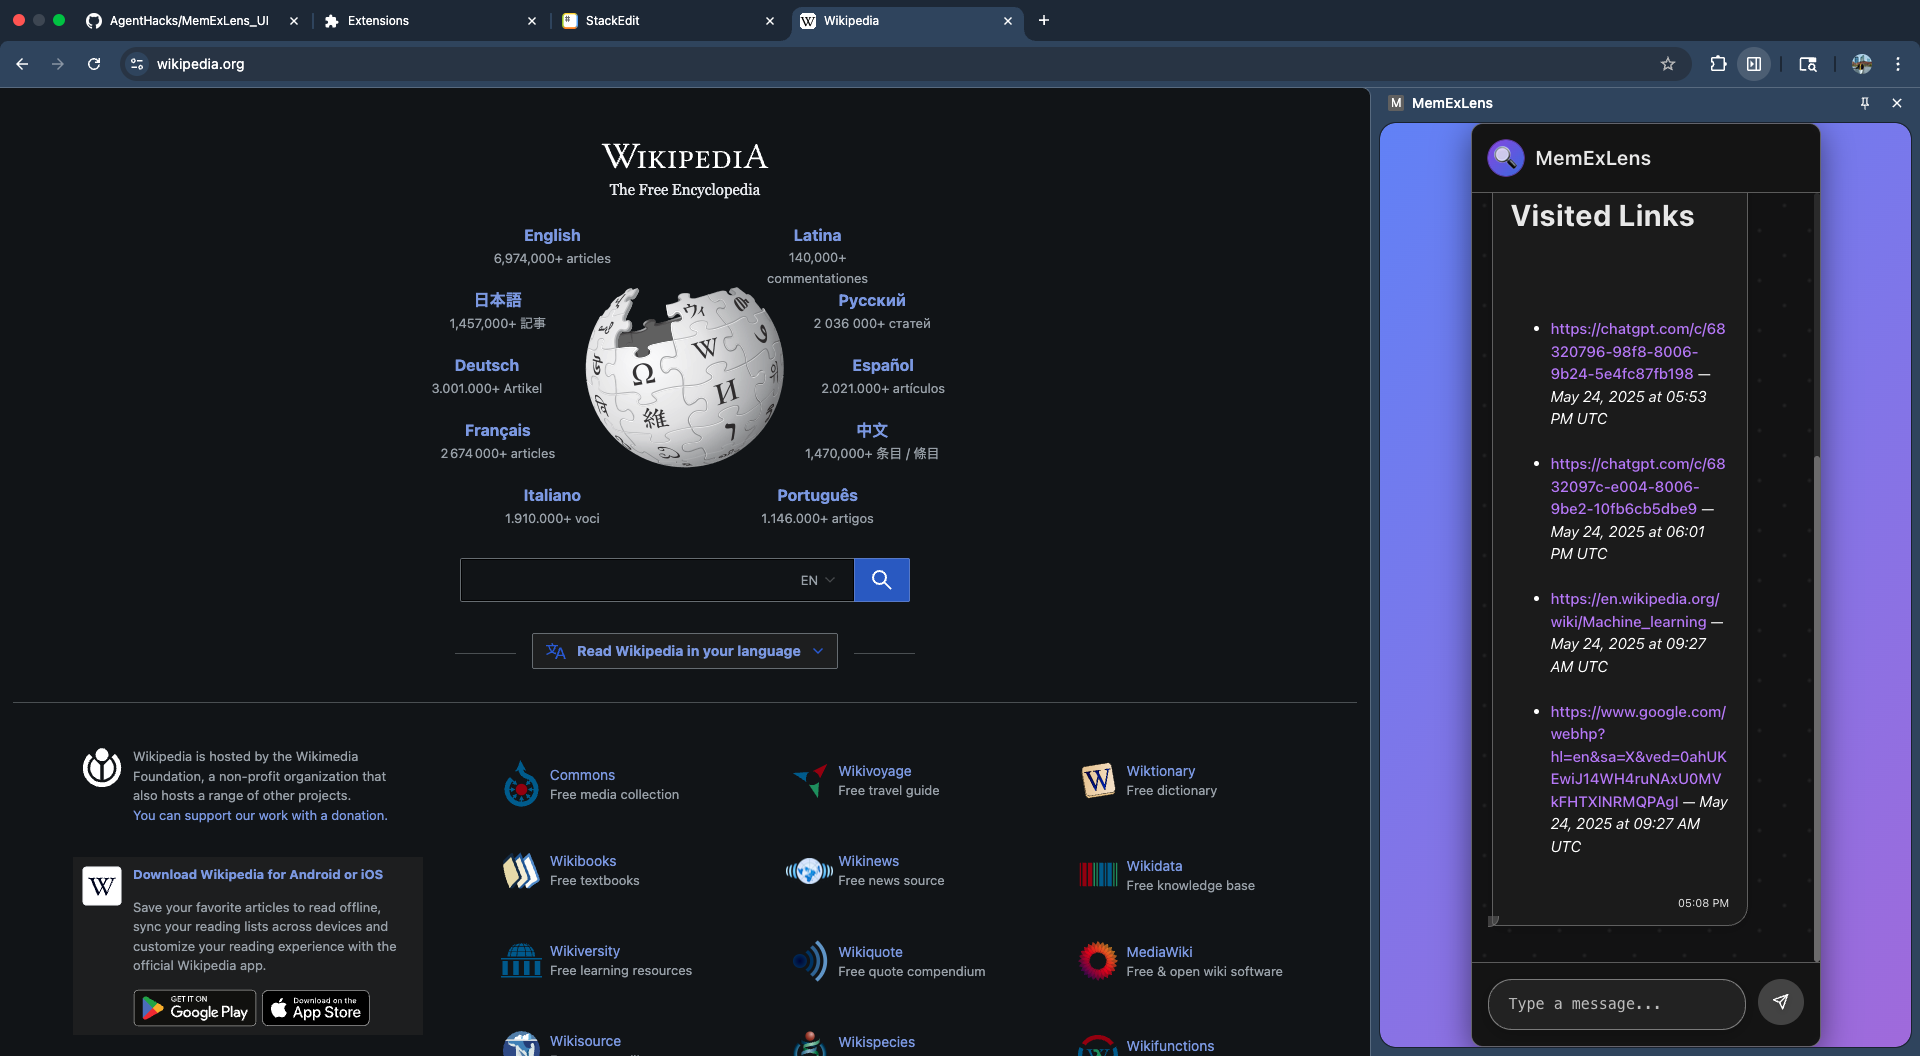 AgentHacks/MemExLens_UI
Extensions
StackEdit
Wikipedia
wikipedia.org
MemExLens
WIKIPEDIA
The Free Encyclopedia
English
6,974,000+ articles
Latina
140,000+
commentationes
日本語
1,457,000+ 記事
Русский
2 036 000+ статей
Deutsch
3.001.000+ Artikel
Español
2.021.000+ artículos
Français
2 674 000+ articles
中文
1,470,000+ 条目 / 條目
Italiano
1.910.000+ voci
Português
1.146.000+ artigos
EN
Read Wikipedia in your language
Wikipedia is hosted by the Wikimedia
Foundation, a non-profit organization that
also hosts a range of other projects.
You can support our work with a donation.
Download Wikipedia for Android or iOS
Save your favorite articles to read offline,
sync your reading lists across devices and
customize your reading experience with the
official Wikipedia app.
GET IT ON
Google Play
Download on the
App Store
Commons
Free media collection
Wikivoyage
Free travel guide
Wiktionary
Free dictionary
Wikibooks
Free textbooks
Wikinews
Free news source
Wikidata
Free knowledge base
Wikiversity
Free learning resources
Wikiquote
Free quote compendium
MediaWiki
Free & open wiki software
Wikisource
Wikispecies
Wikifunctions
MemExLens
Visited Links
https://chatgpt.com/c/68
320796-98f8-8006-
9b24-5e4fc87fb198 —
May 24, 2025 at 05:53
PM UTC
https://chatgpt.com/c/68
32097c-e004-8006-
9be2-10fb6cb5dbe9 —
May 24, 2025 at 06:01
PM UTC
https://en.wikipedia.org/
wiki/Machine_learning —
May 24, 2025 at 09:27
AM UTC
https://www.google.com/
webhp?
hl=en&sa=X&ved=0ahUK
EwiJ14WH4ruNAxU0MV
kFHTXlNRMQPAgI — May
24, 2025 at 09:27 AM
UTC
05:08 PM
Type a message...